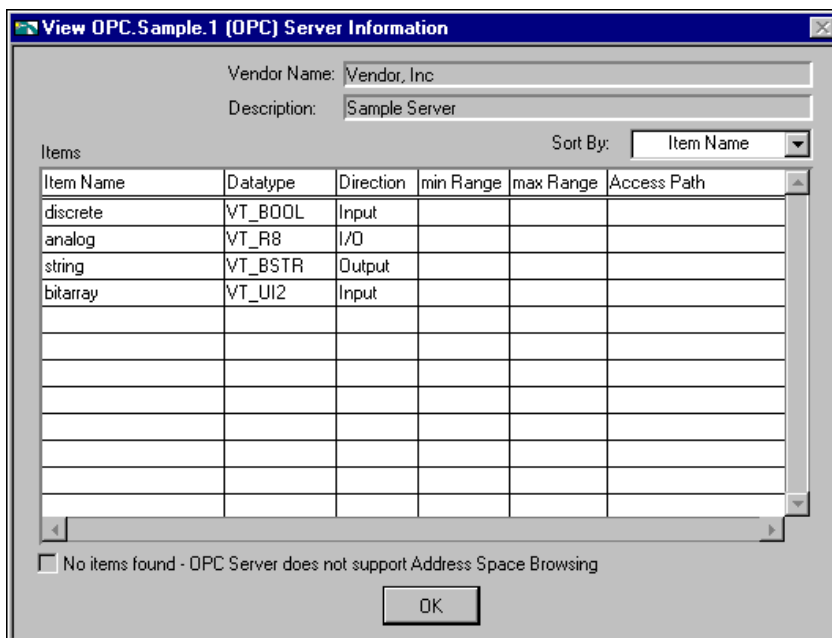 View OPC.Sample.1 (OPC) Server Information
Vendor Name: Vendor, Inc
Description: Sample Server
Items Sort By: Item Name
Item Name Datatype Direction min Range max Range Access Path
discrete VT_BOOL Input
analog VT_R8 I/O
string VT_BSTR Output
bitarray VT_UI2 Input
No items found - OPC Server does not support Address Space Browsing
OK